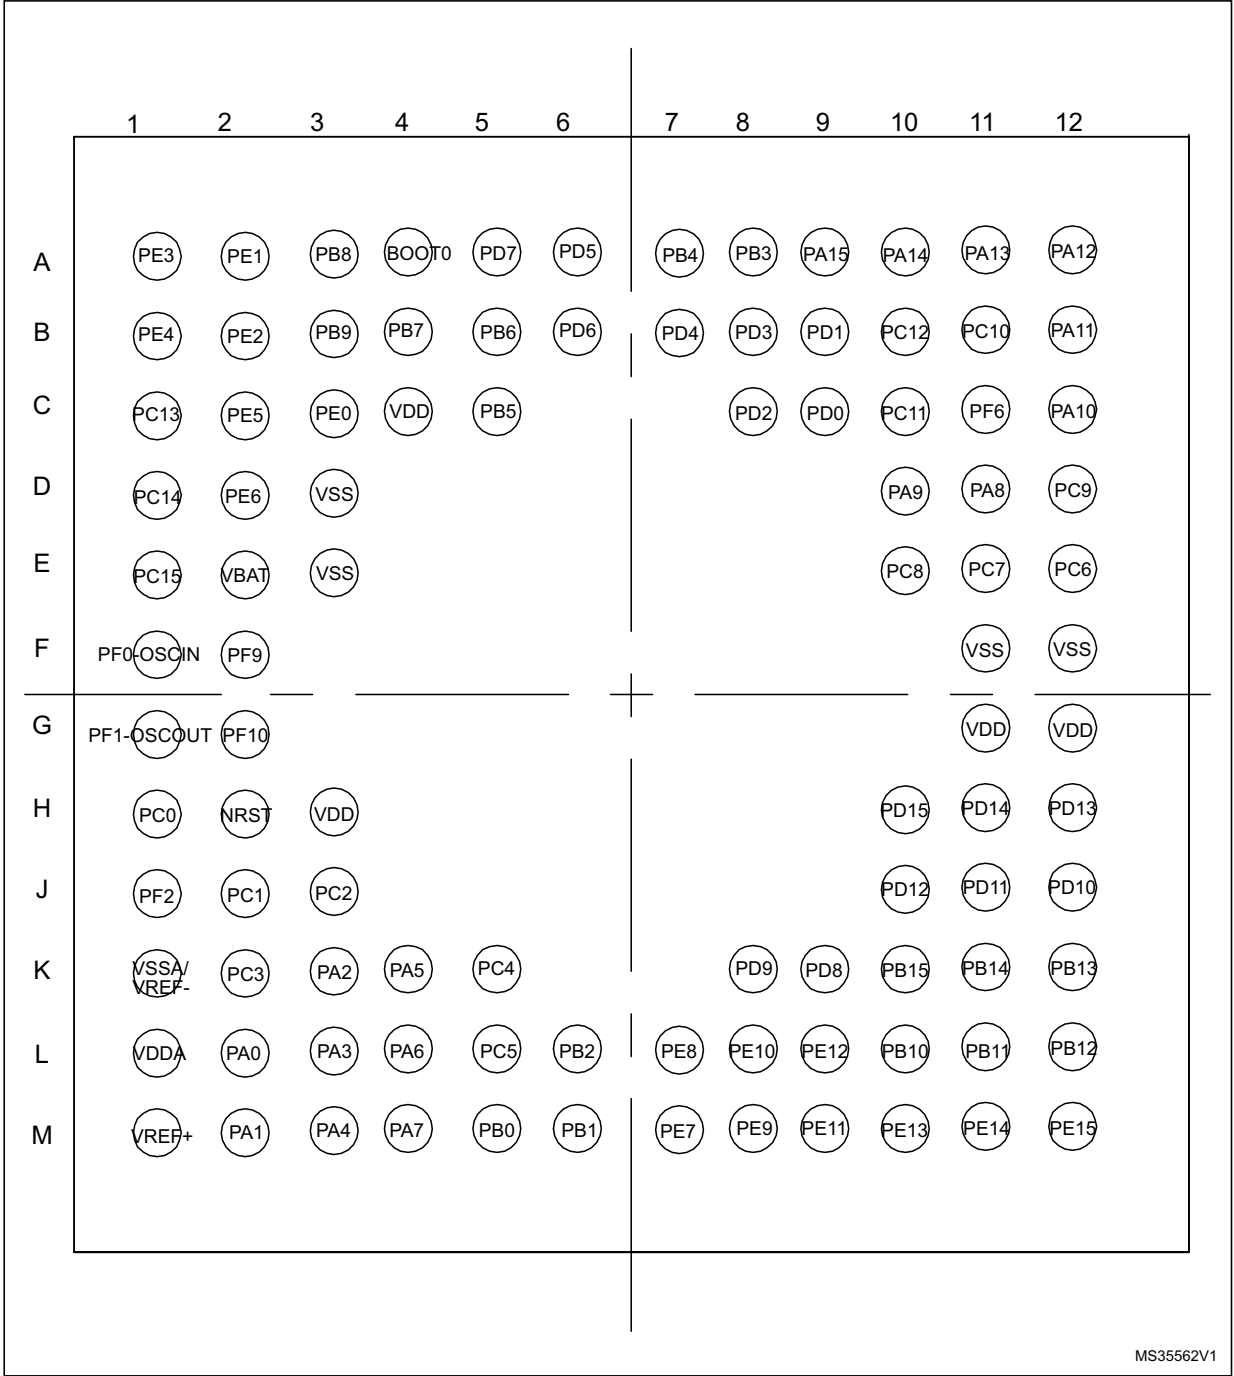 1 2 3 4 5 6 7 8 9 10 11 12
A PE3 PE1 PB8 BOOT0 PD7 PD5 PB4 PB3 PA15 PA14 PA13 PA12
B PE4 PE2 PB9 PB7 PB6 PD6 PD4 PD3 PD1 PC12 PC10 PA11
C PC13 PE5 PE0 VDD PB5 PD2 PD0 PC11 PF6 PA10
D PC14 PE6 VSS PA9 PA8 PC9
E PC15 VBAT VSS PC8 PC7 PC6
F PF0-OSCIN PF9 VSS VSS
G PF1-OSCOUT PF10 VDD VDD
H PC0 NRST VDD PD15 PD14 PD13
J PF2 PC1 PC2 PD12 PD11 PD10
K VSSA/ PC3 PA2 PA5 PC4 PD9 PD8 PB15 PB14 PB13
VREF-
L VDDA PA0 PA3 PA6 PC5 PB2 PE8 PE10 PE12 PB10 PB11 PB12
M VREF+ PA1 PA4 PA7 PB0 PB1 PE7 PE9 PE11 PE13 PE14 PE15
MS35562V1